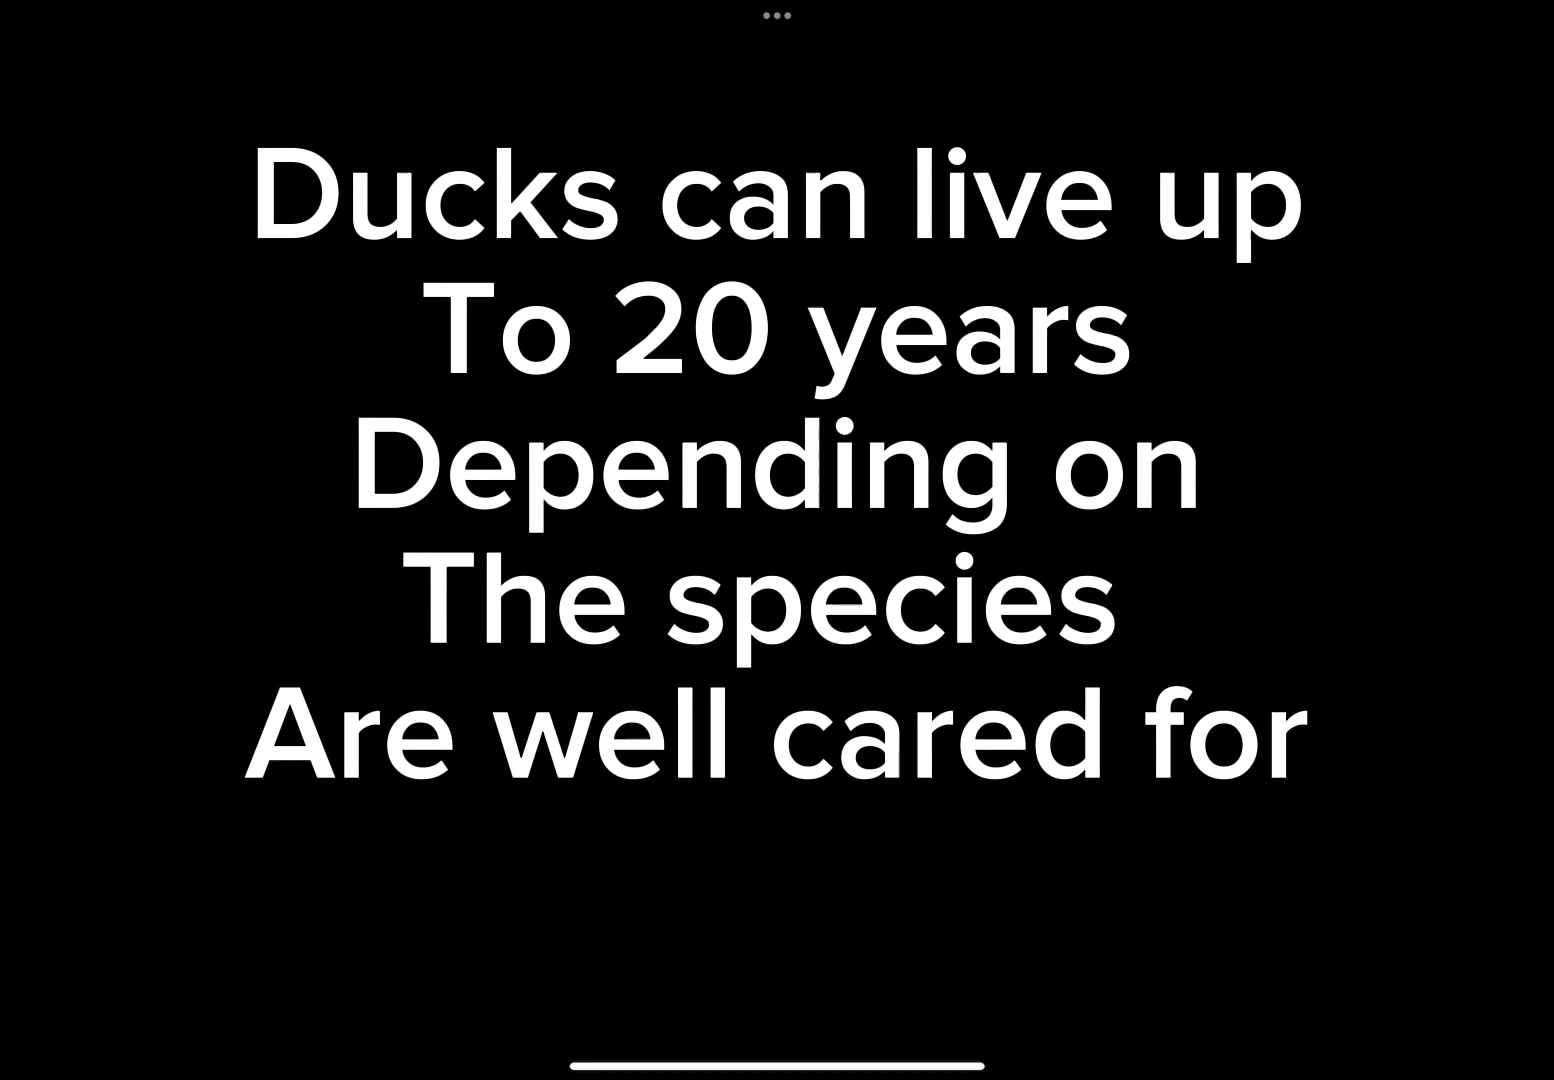 Ducks can live up
To 20 years
Depending on
The species
Are well cared for